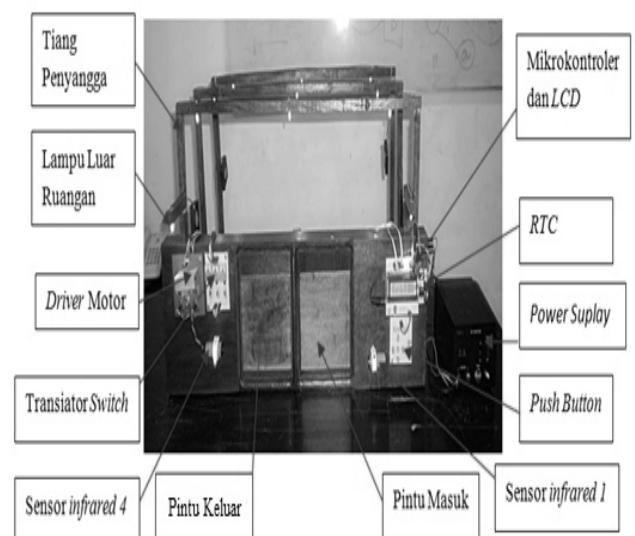 Tiang
Penyangga
Lampu Luar
Ruangan
Driver Motor
Transiator Switch
Sensor infrared 4
Pintu Keluar
Pintu Masuk
Sensor infrared 1
Push Button
Power Suplay
RTC
Mikrokontroler
dan LCD